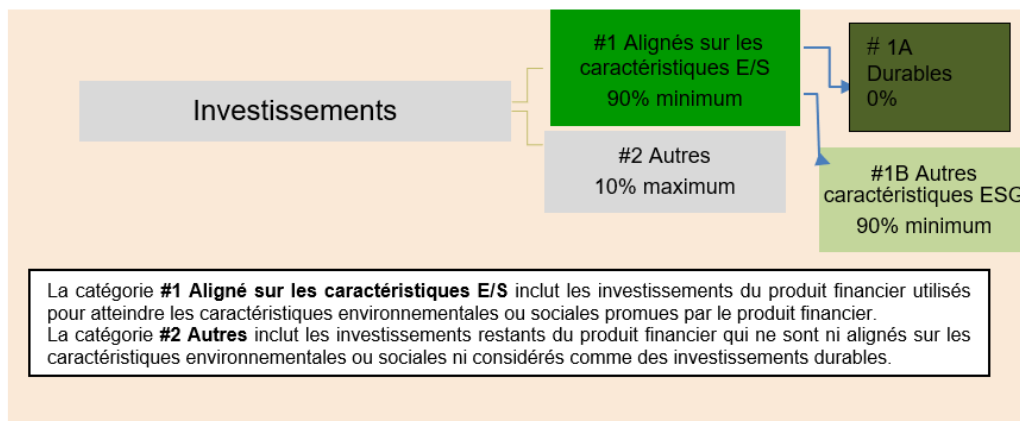 Investissements
#1 Alignés sur les
caractéristiques E/S
90% minimum
#2 Autres
10% maximum
# 1A
Durables
0%
#1B Autres
caractéristiques ESG
90% minimum
La catégorie #1 Aligné sur les caractéristiques E/S inclut les investissements du produit financier utilisés
pour atteindre les caractéristiques environnementales ou sociales promues par le produit financier.
La catégorie #2 Autres inclut les investissements restants du produit financier qui ne sont ni alignés sur les
caractéristiques environnementales ou sociales ni considérés comme des investissements durables.